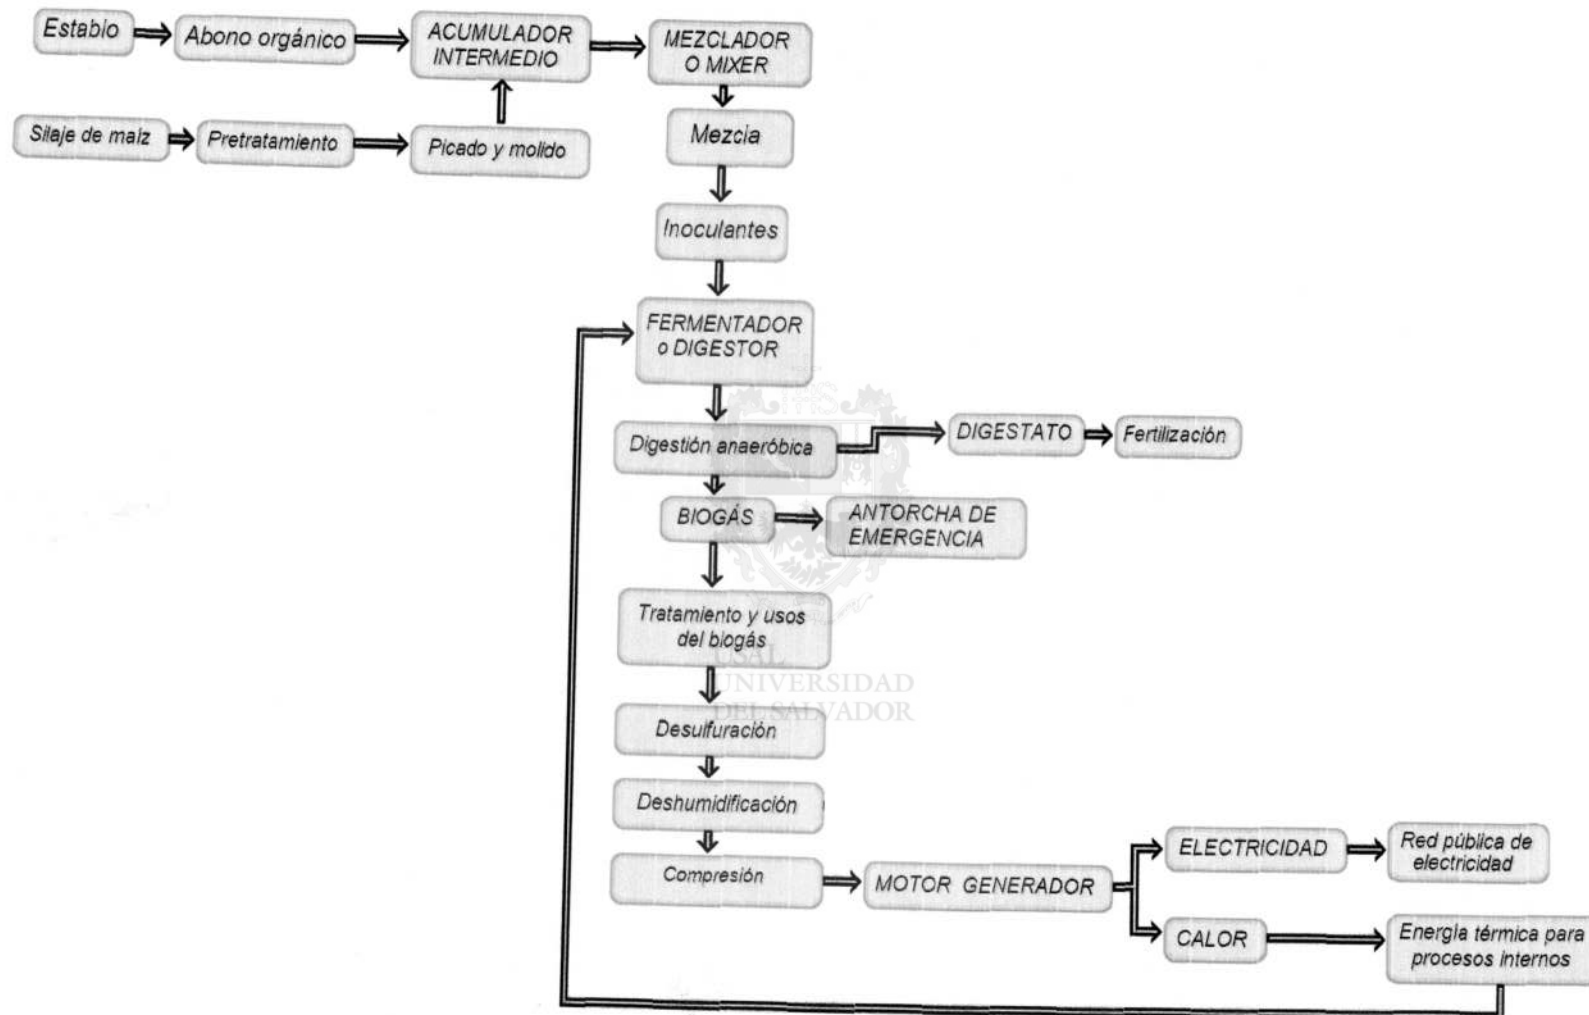 Establo
Abono orgánico
ACUMULADOR
INTERMEDIO
MEZCLADOR
O MIXER
Silaje de maíz
Pretratamiento
Picado y molido
Mezcla
Inoculantes
FERMENTADOR
o DIGESTOR
IHS
Digestión anaeróbica
DIGESTATO
Fertilización
BIOGÁS
ANTORCHA DE
EMERGENCIA
Tratamiento y usos
del biogás
USAL
UNIVERSIDAD
DEL SALVADOR
Desulfuración
Deshumidificación
Compresión
MOTOR GENERADOR
ELECTRICIDAD
Red pública de
electricidad
CALOR
Energía térmica para
procesos internos